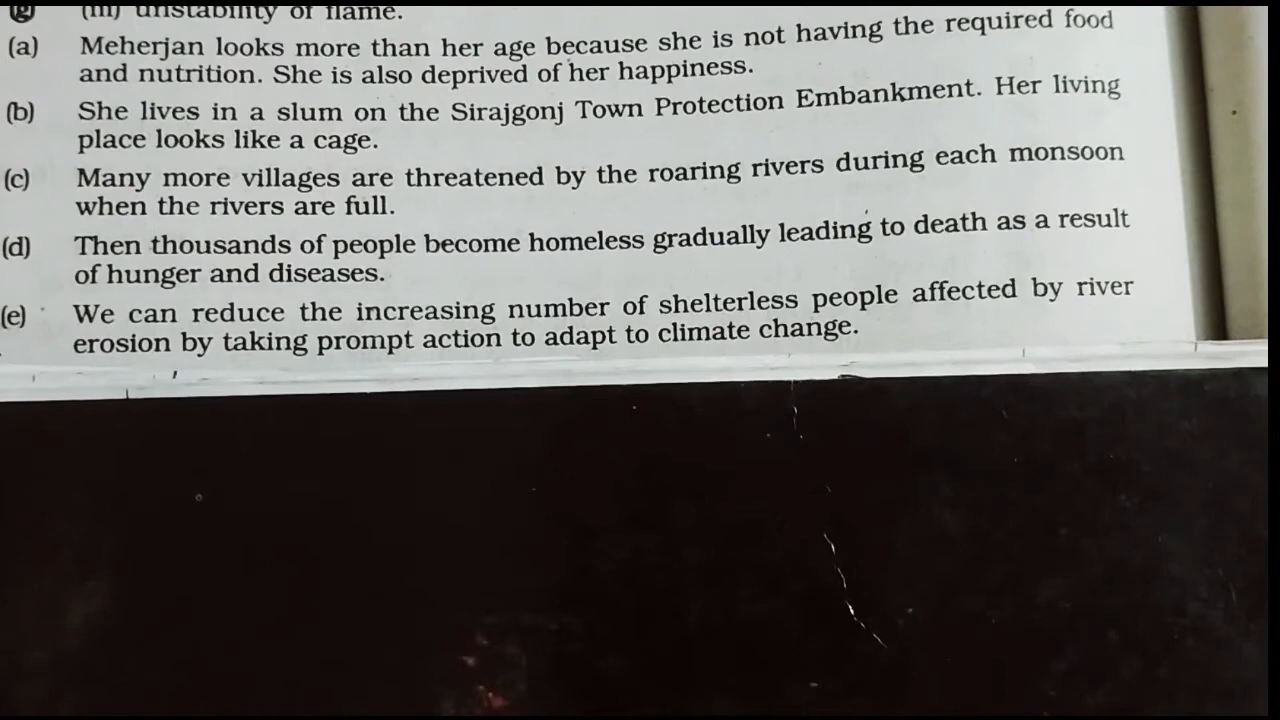 (g) (iii) unstability of flame.
(a) Meherjan looks more than her age because she is not having the required food
and nutrition. She is also deprived of her happiness.
(b) She lives in a slum on the Sirajgonj Town Protection Embankment. Her living
place looks like a cage.
(c) Many more villages are threatened by the roaring rivers during each monsoon
when the rivers are full.
(d) Then thousands of people become homeless gradually leading to death as a result
of hunger and diseases.
(e) We can reduce the increasing number of shelterless people affected by river
erosion by taking prompt action to adapt to climate change.